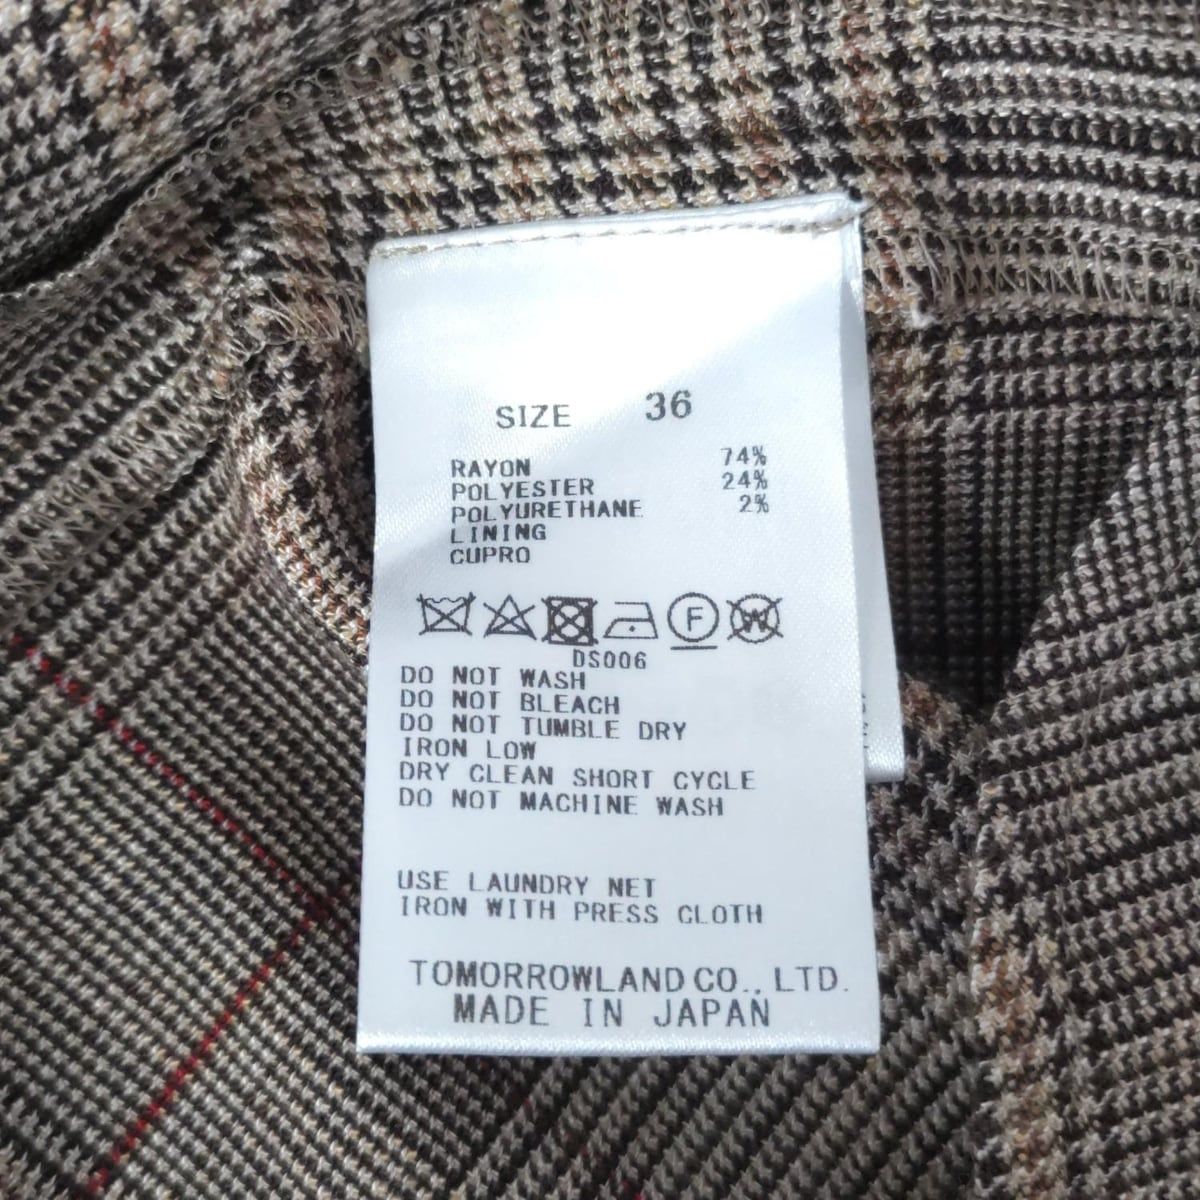 SIZE 36
RAYON 74%
POLYESTER 24%
POLYURETHANE 2%
LINING
CUPRO
F W
DS006
DO NOT WASH
DO NOT BLEACH
DO NOT TUMBLE DRY
IRON LOW
DRY CLEAN SHORT CYCLE
DO NOT MACHINE WASH
USE LAUNDRY NET
IRON WITH PRESS CLOTH
TOMORROWLAND CO., LTD.
MADE IN JAPAN